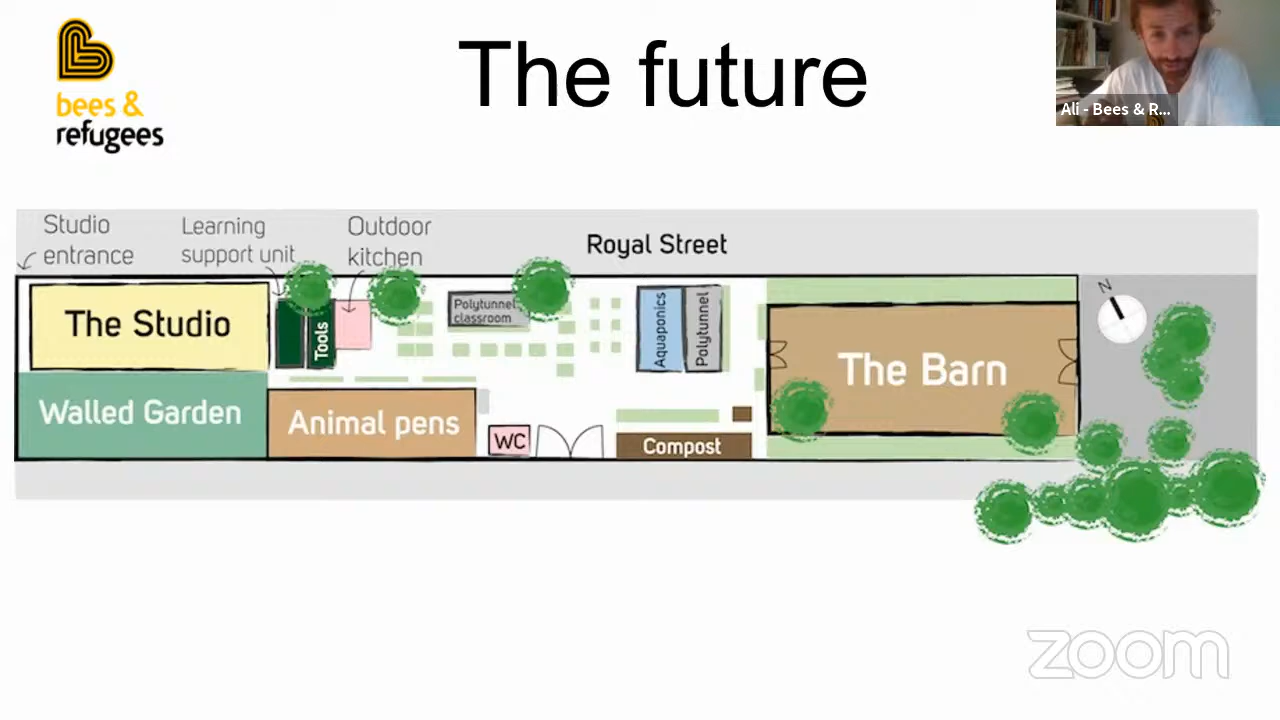 The future
bees &
refugees
Ali - Bees & R...
Studio
entrance
Learning
support unit
Outdoor
kitchen
Royal Street
The Studio
Tools
Polytunnel
classroom
Aquaponics
Polytunnel
N
The Barn
Walled Garden
Animal pens
WC
Compost
zoom